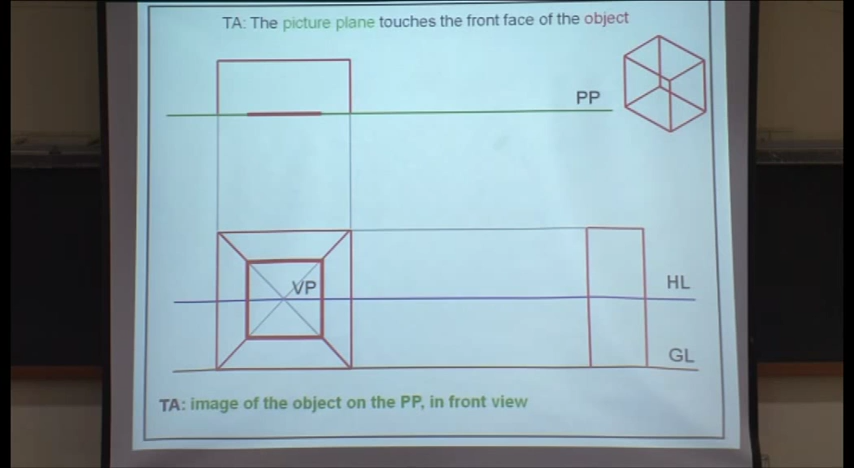 TA: The picture plane touches the front face of the object
PP
VP
HL
GL
TA: image of the object on the PP, in front view